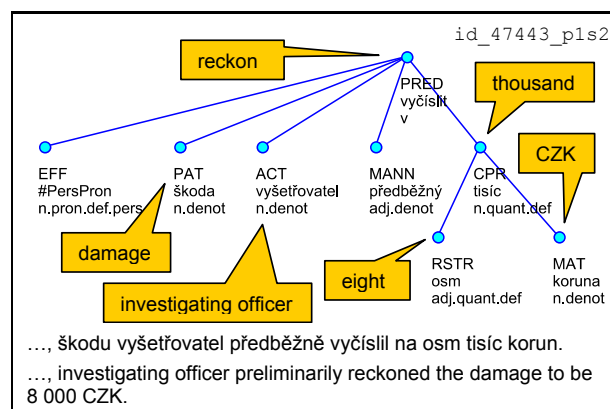 id_47443_p1s2
reckon
thousand
PRED
vyčíslit
v
CZK
EFF
#PersPron
n.pron.def.pers
PAT
škoda
n.denot
ACT
vyšetřovatel
n.denot
MANN
předběžný
adj.denot
CPR
tisíc
n.quant.def
damage
eight
investigating officer
RSTR
osm
adj.quant.def
MAT
koruna
n.denot
…, škodu vyšetřovatel předběžně vyčíslil na osm tisíc korun.
…, investigating officer preliminarily reckoned the damage to be
8 000 CZK.